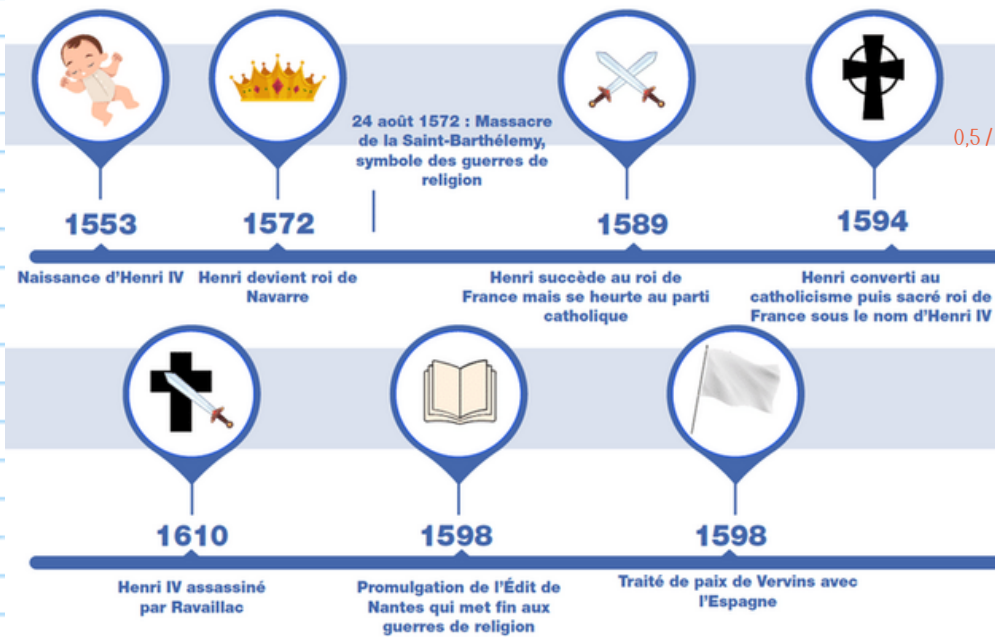 24 août 1572 : Massacre
de la Saint-Barthélemy,
symbole des guerres de
religion
0,5 /
1553
1572
1589
1594
Naissance d'Henri IV
Henri devient roi de
Navarre
Henri succède au roi de
France mais se heurte au parti
catholique
Henri converti au
catholicisme puis sacré roi de
France sous le nom d'Henri IV
1610
1598
1598
Henri IV assassiné
par Ravaillac
Promulgation de l'Édit de
Nantes qui met fin aux
guerres de religion
Traité de paix de Vervins avec
l'Espagne